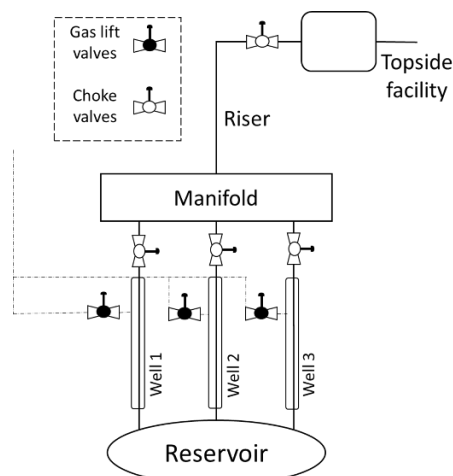 Gas lift
valves
Choke
valves
Topside
facility
Riser
Manifold
Well 1
Well 2
Well 3
Reservoir